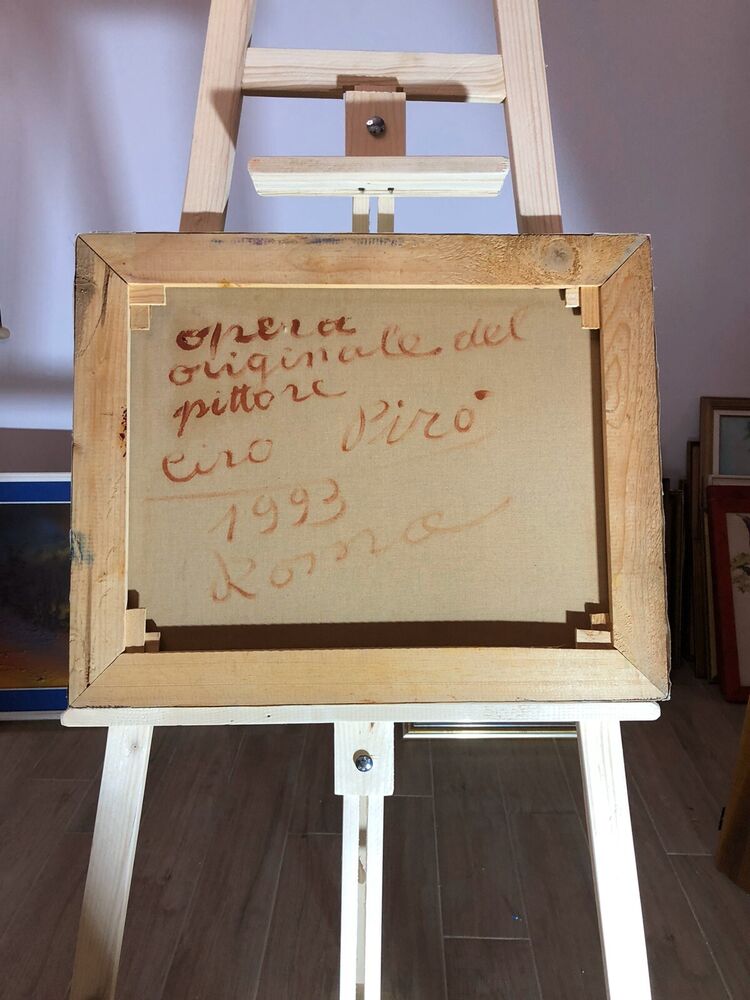 opera
originale del
pittore
Ciro Pirò
1993
Roma